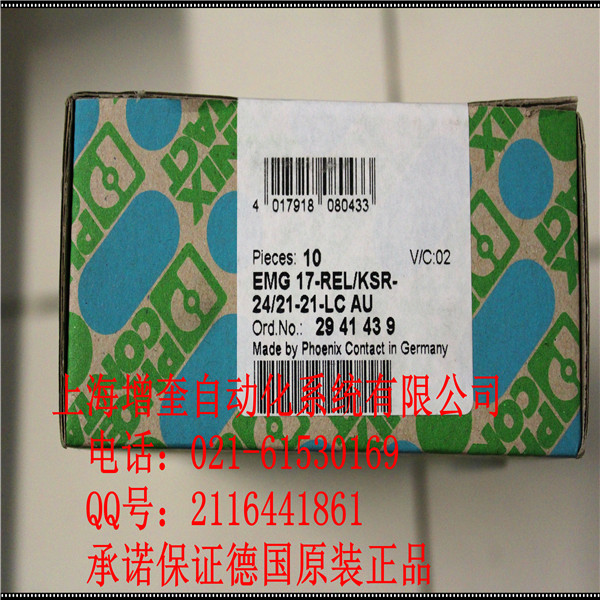 PHOENIX
CONTACT
4 017918 080433
Pieces: 10 V/C:02
EMG 17-REL/KSR-
24/21-21-LC AU
Ord.No.: 29 41 43 9
Made by Phoenix Contact in Germany
上海增奎自动化系统有限公司
电话：021-61530169
QQ号：2116441861
承诺保证德国原装正品